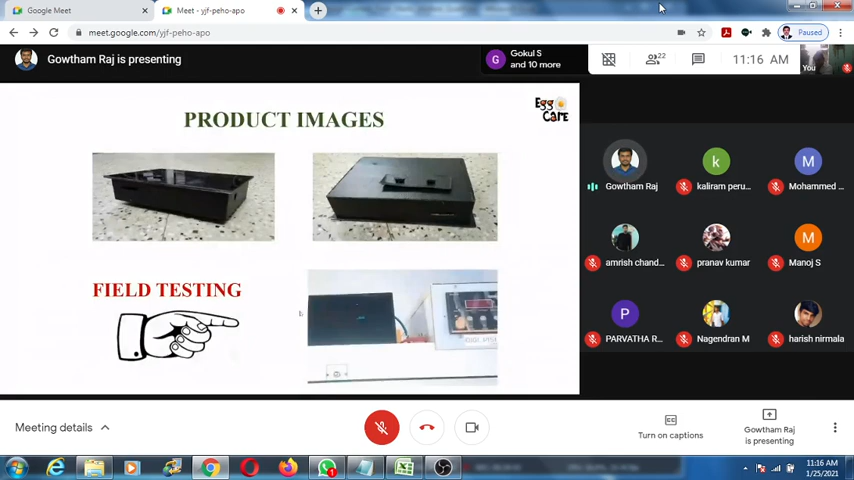 Google Meet
Meet - yjf-peho-apo
meet.google.com/yjf-peho-apo
Paused
Gowtham Raj is presenting
G
Gokul S
and 10 more
22
11:16 AM
You
PRODUCT IMAGES
Egg
Care
FIELD TESTING
Gowtham Raj
k
kaliram peru...
M
Mohammed ...
amrish chand...
pranav kumar
M
Manoj S
P
PARVATHA R...
Nagendran M
harish nirmala
Meeting details
Turn on captions
Gowtham Raj
is presenting
11:16 AM
1/25/2021